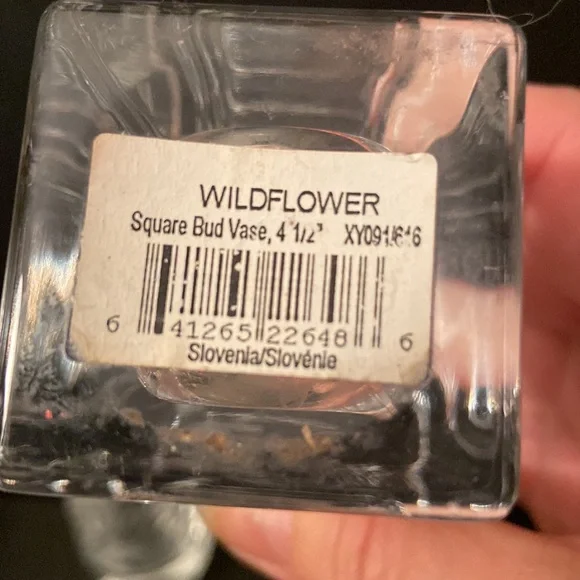 WILDFLOWER
Square Bud Vase, 4 1/2"
6 41265 22648 6
Slovenia/Slovénie